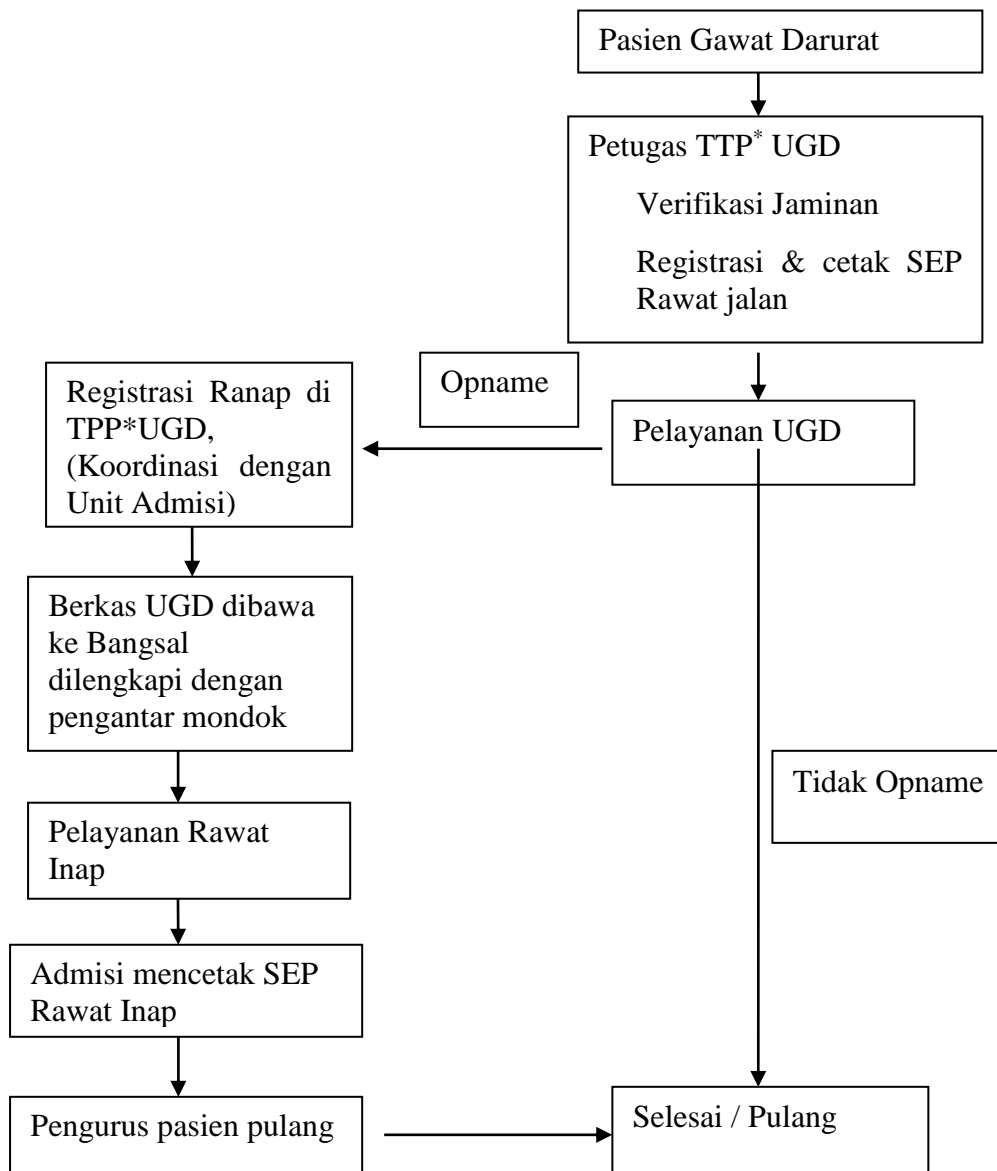 Pasien Gawat Darurat
Petugas TTP* UGD
Verifikasi Jaminan
Registrasi & cetak SEP
Rawat jalan
Opname
Registrasi Ranap di
TPP*UGD,
(Koordinasi dengan
Unit Admisi)
Pelayanan UGD
Berkas UGD dibawa
ke Bangsal
dilengkapi dengan
pengantar mondok
Tidak Opname
Pelayanan Rawat
Inap
Admisi mencetak SEP
Rawat Inap
Pengurus pasien pulang
Selesai / Pulang